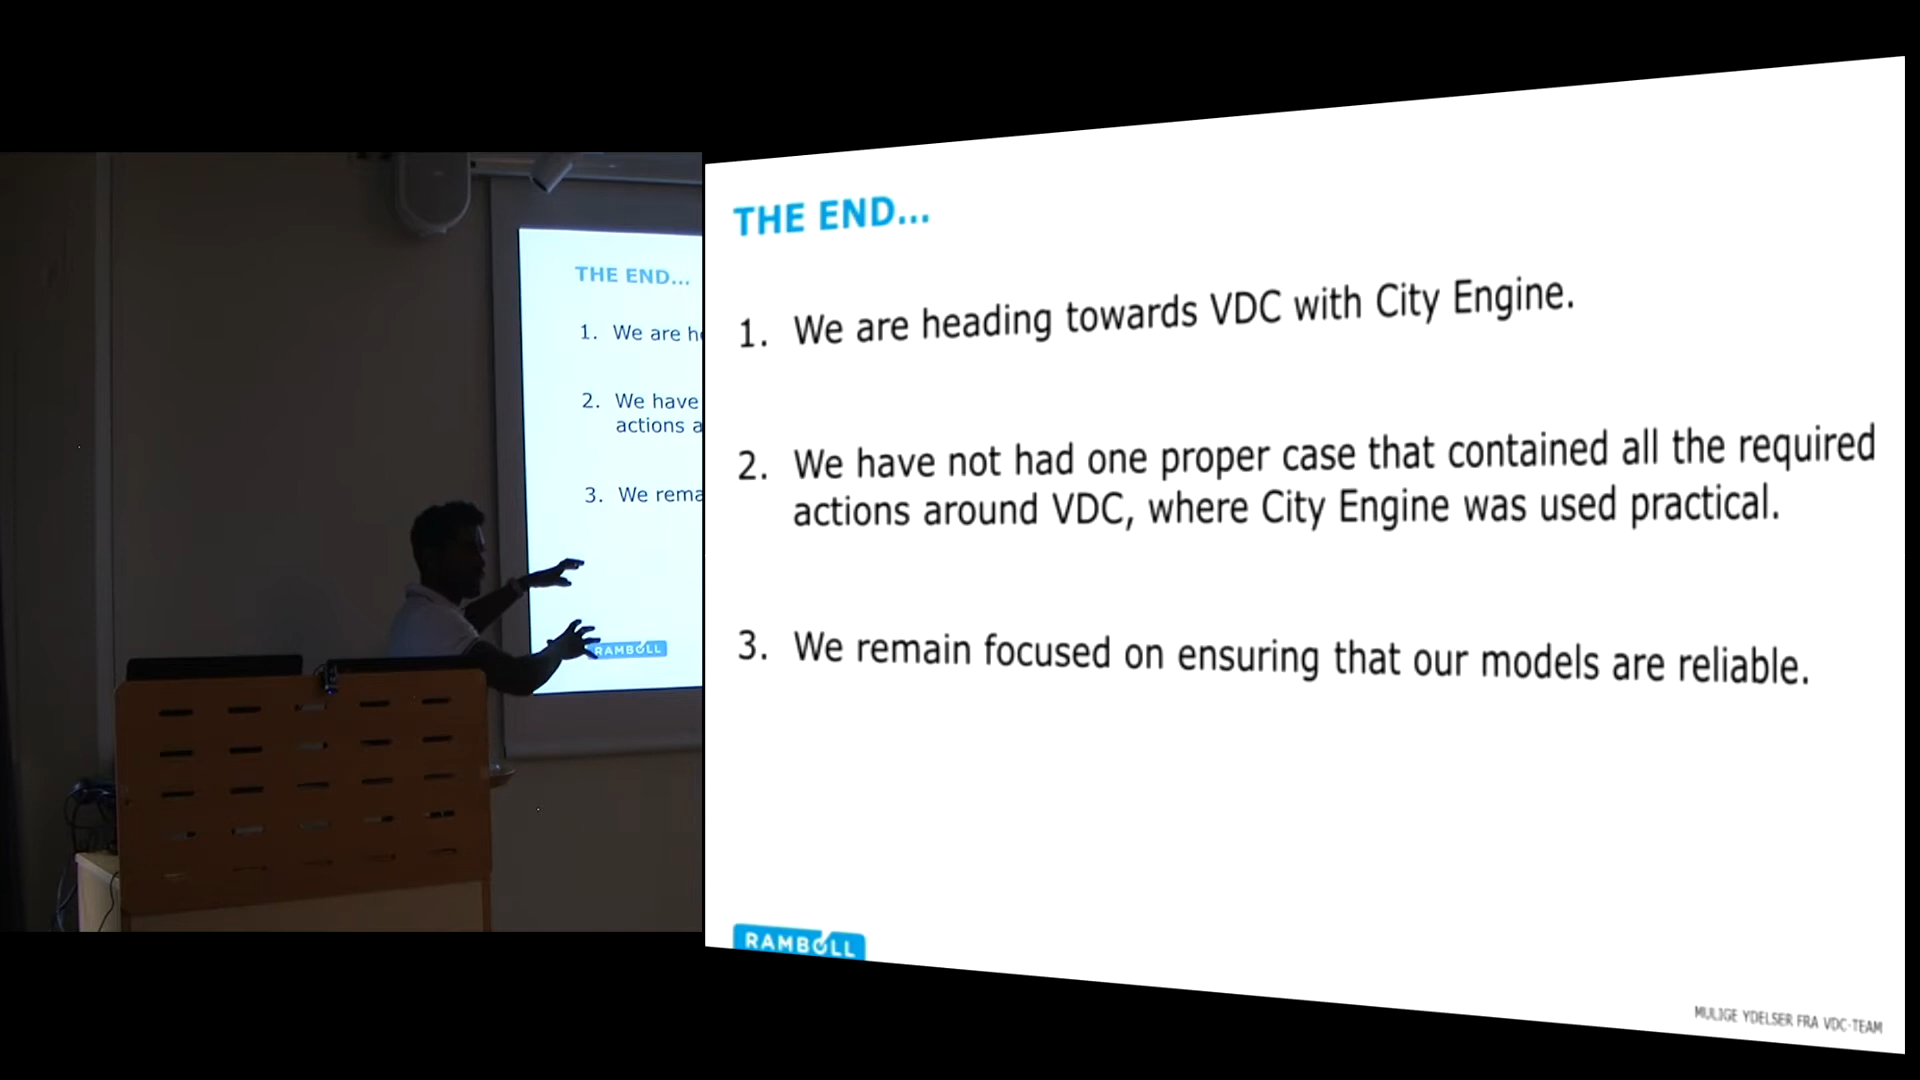 THE END...
1. We are he
2. We have
actions a
3. We rema
RAMBOLL
THE END...
1. We are heading towards VDC with City Engine.
2. We have not had one proper case that contained all the required
actions around VDC, where City Engine was used practical.
3. We remain focused on ensuring that our models are reliable.
RAMBOLL
MULIGE YDELSER FRA VDC-TEAM